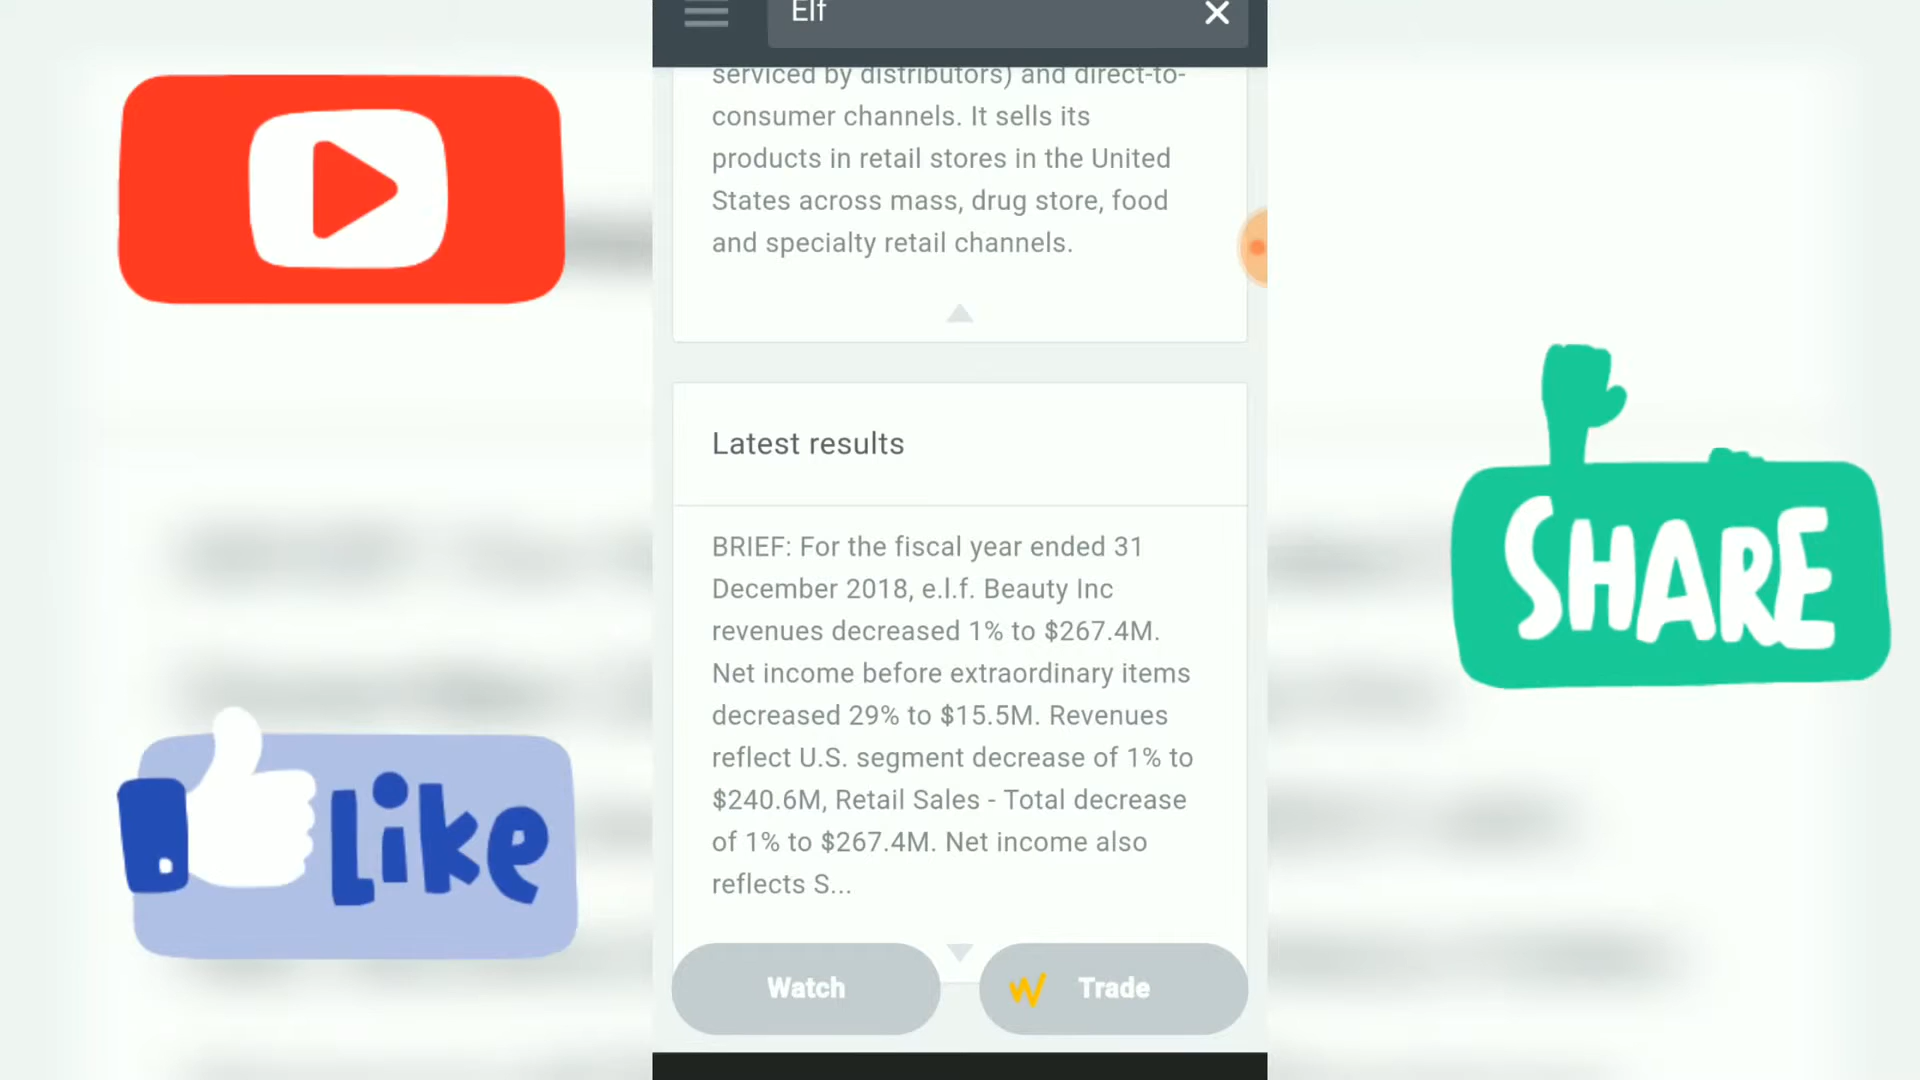 Elf
serviced by distributors) and direct-to-
consumer channels. It sells its
products in retail stores in the United
States across mass, drug store, food
and specialty retail channels.
Latest results
BRIEF: For the fiscal year ended 31
December 2018, e.l.f. Beauty Inc
revenues decreased 1% to $267.4M.
Net income before extraordinary items
decreased 29% to $15.5M. Revenues
reflect U.S. segment decrease of 1% to
$240.6M, Retail Sales - Total decrease
of 1% to $267.4M. Net income also
reflects S...
Watch
Trade
SHARE
Like